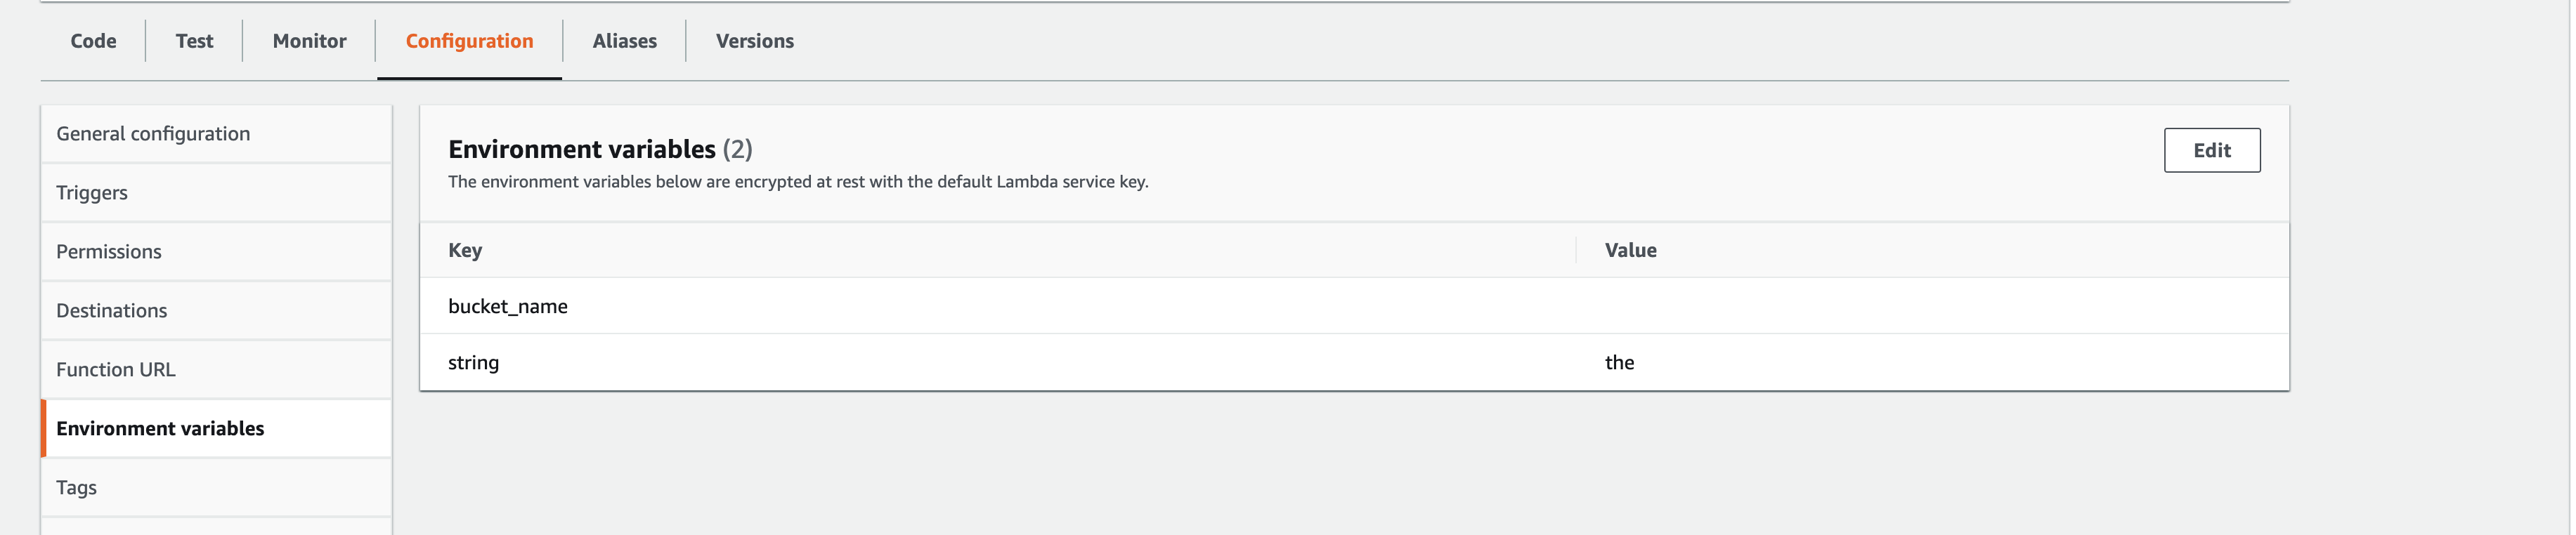 Code
Test
Monitor
Configuration
Aliases
Versions
General configuration
Triggers
Permissions
Destinations
Function URL
Environment variables
Tags
Environment variables (2)
Edit
The environment variables below are encrypted at rest with the default Lambda service key.
Key
Value
bucket_name
string
the